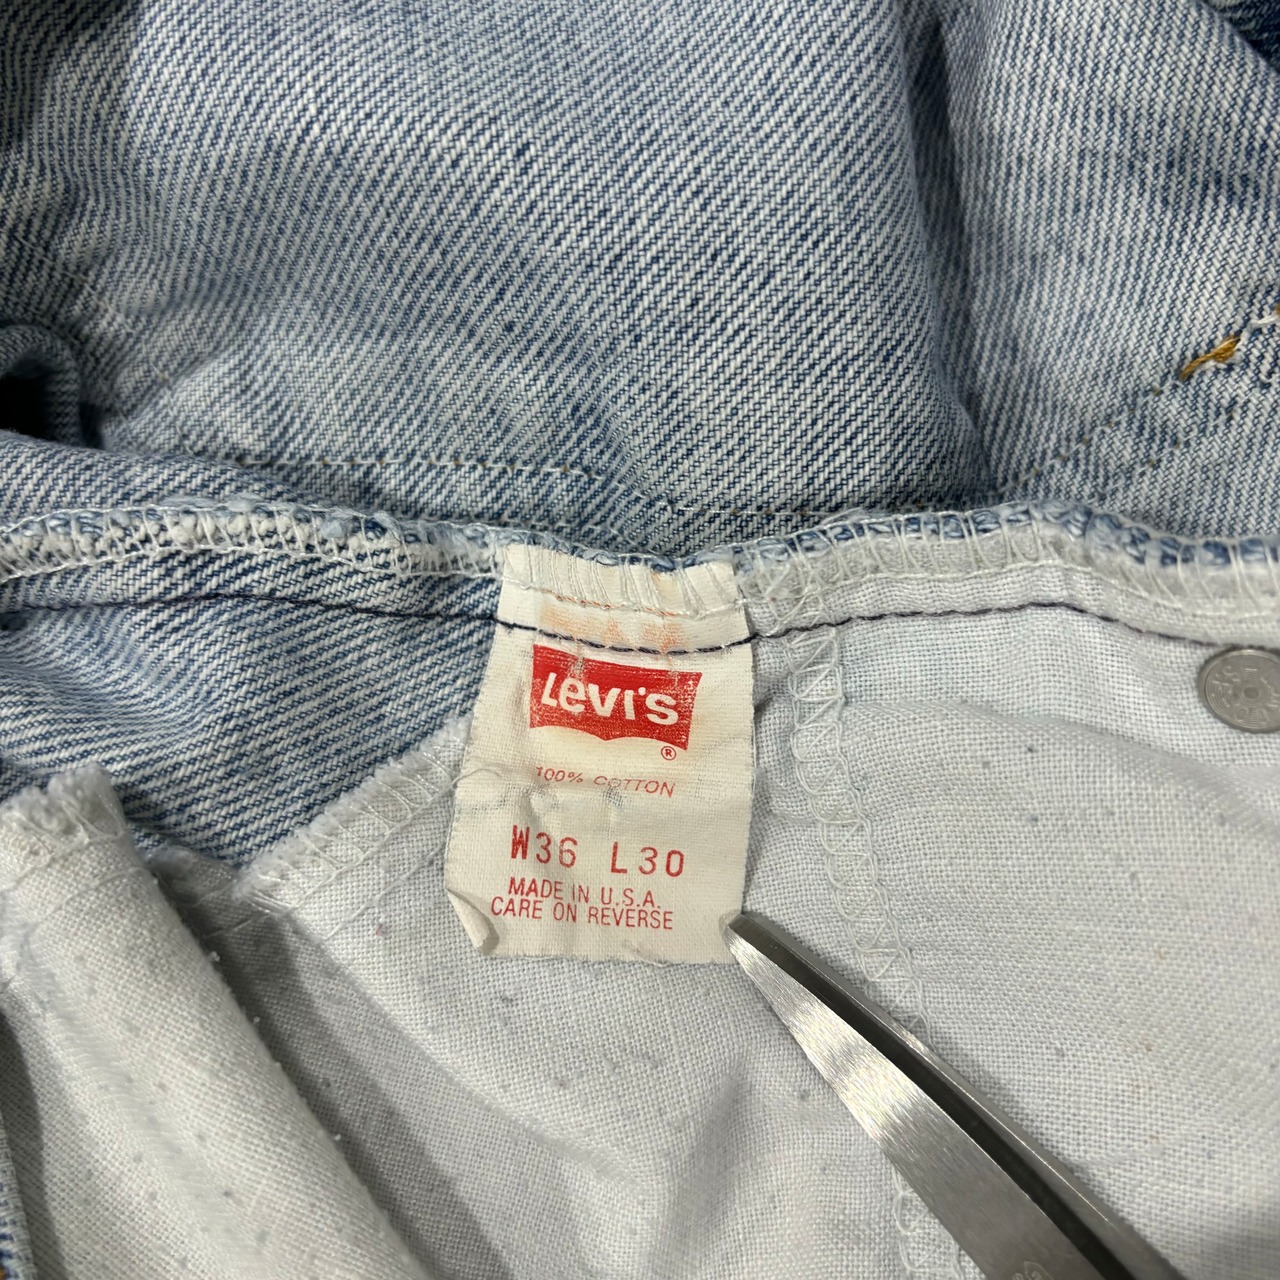 Levi's
®
100% COTTON
W36 L30
MADE IN U.S.A.
CARE ON REVERSE